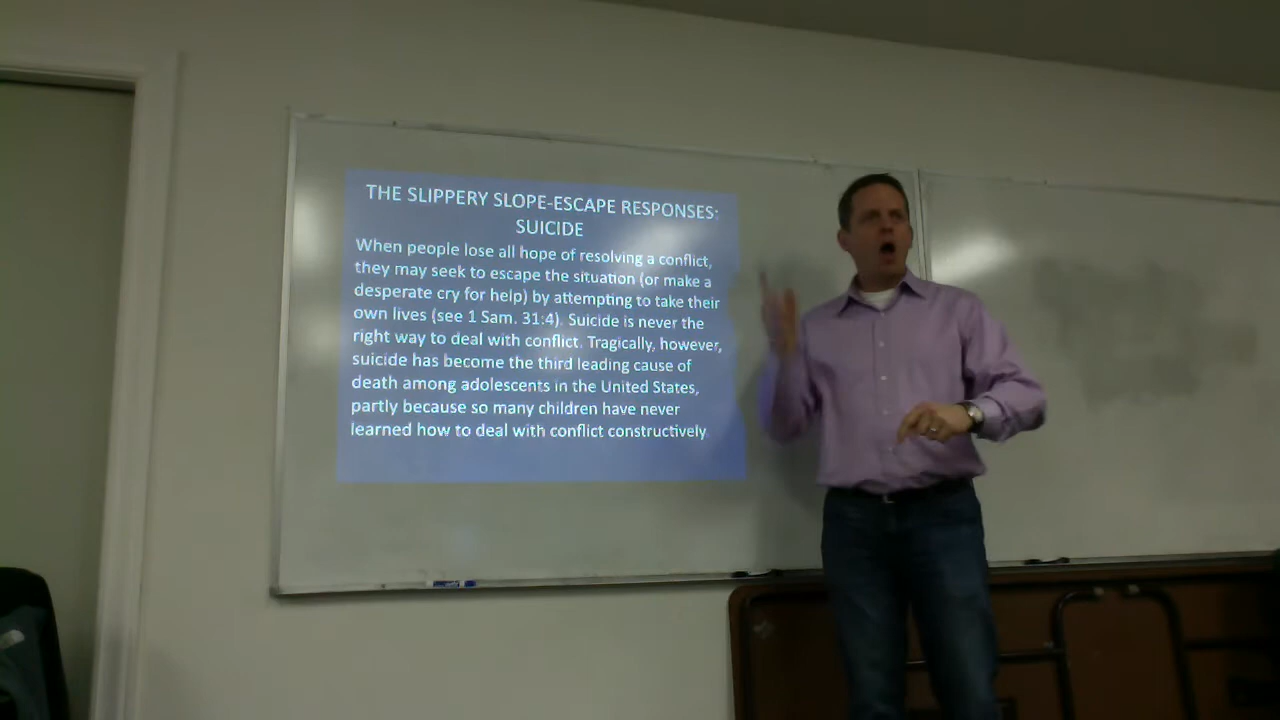 THE SLIPPERY SLOPE-ESCAPE RESPONSES:
SUICIDE
When people lose all hope of resolving a conflict,
they may seek to escape the situation (or make a
desperate cry for help) by attempting to take their
own lives (see 1 Sam. 31:4). Suicide is never the
right way to deal with conflict. Tragically, however,
suicide has become the third leading cause of
death among adolescents in the United States,
partly because so many children have never
learned how to deal with conflict constructively